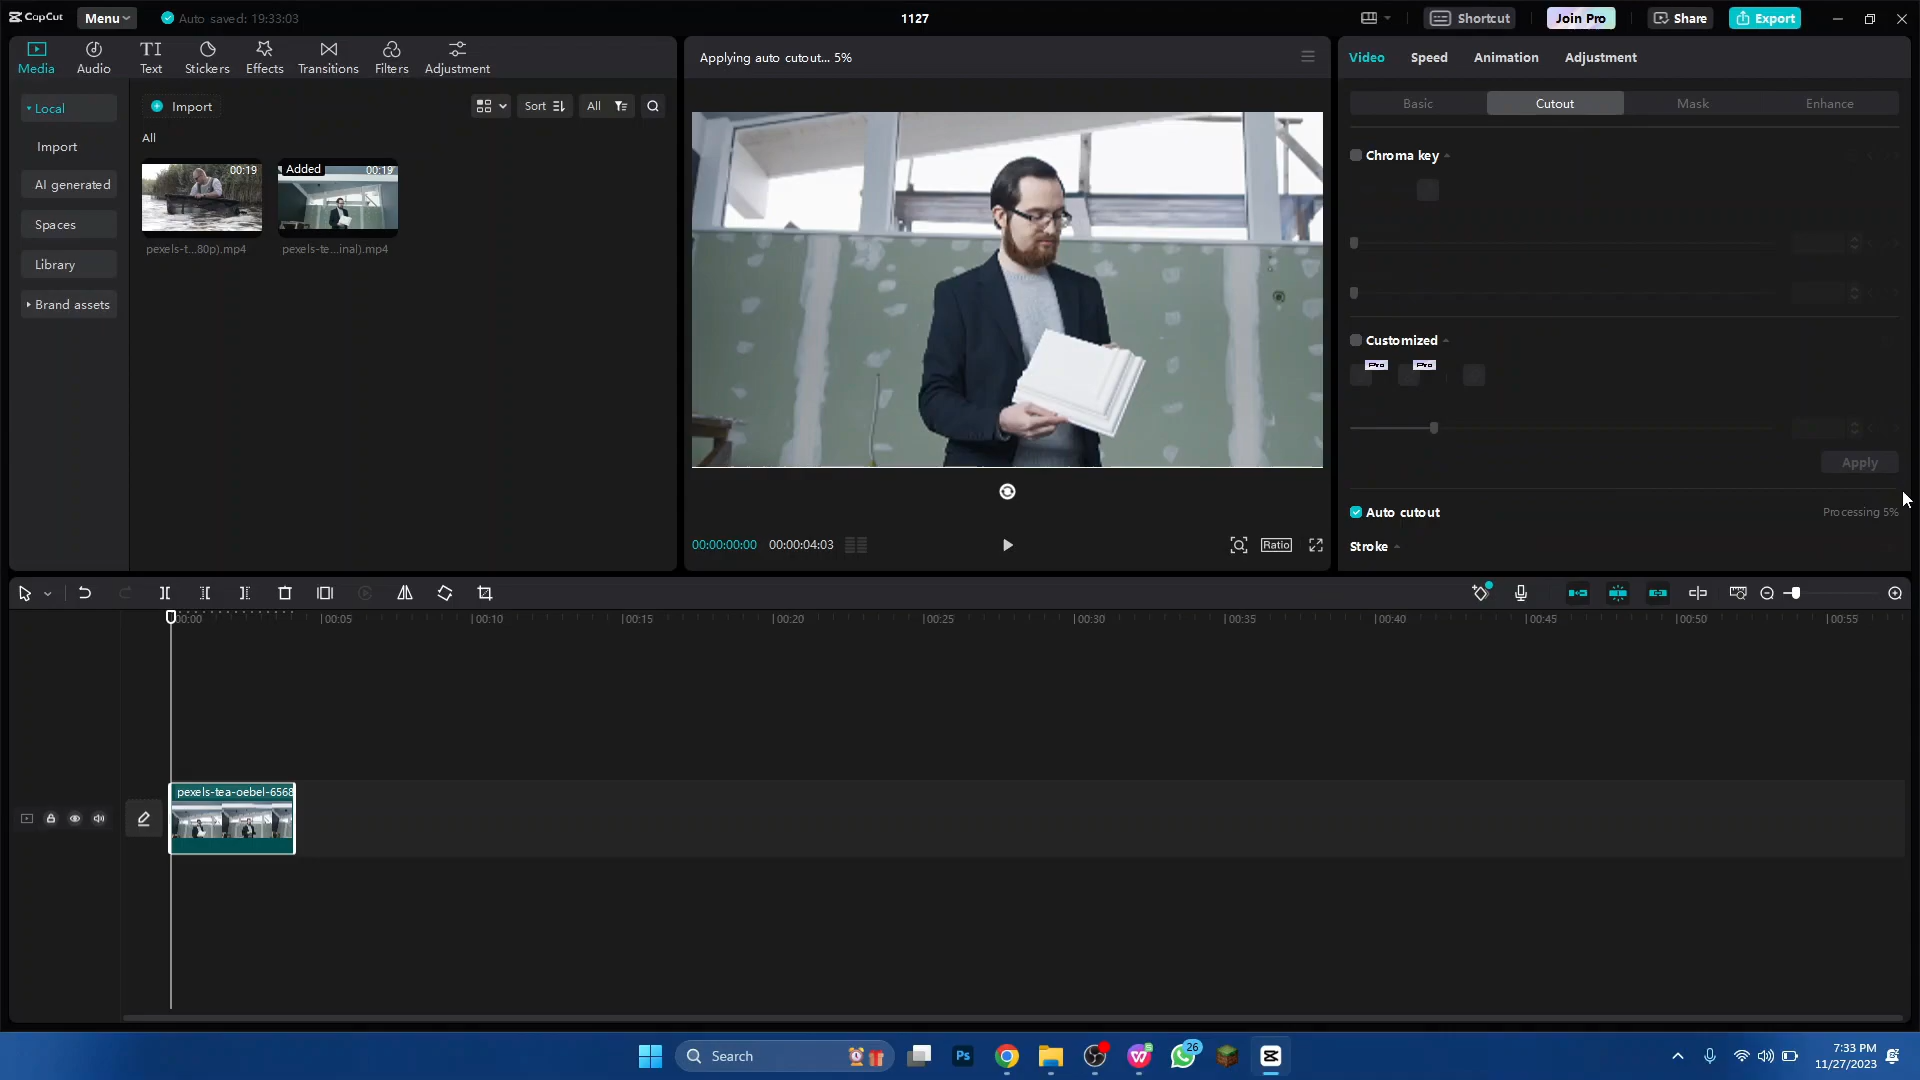 CapCut
Menu
Auto saved: 19:33:03
1127
Shortcut
Join Pro
Share
Export
Media
Audio
Text
Stickers
Effects
Transitions
Filters
Adjustment
Local
Import
AI generated
Spaces
Library
Brand assets
Import
Sort
All
All
00:19
pexels-t...80p).mp4
Added
00:19
pexels-te...inal).mp4
Applying auto cutout... 5%
00:00:00:00
00:00:04:03
Ratio
Video
Speed
Animation
Adjustment
Basic
Cutout
Mask
Enhance
Chroma key
Customized
Pro
Pro
Apply
Auto cutout
Processing 5%
Stroke
00:00
00:05
00:10
00:15
00:20
00:25
00:30
00:35
00:40
00:45
00:50
00:55
pexels-tea-oebel-6568
Search
Ps
26
7:33 PM
11/27/2023